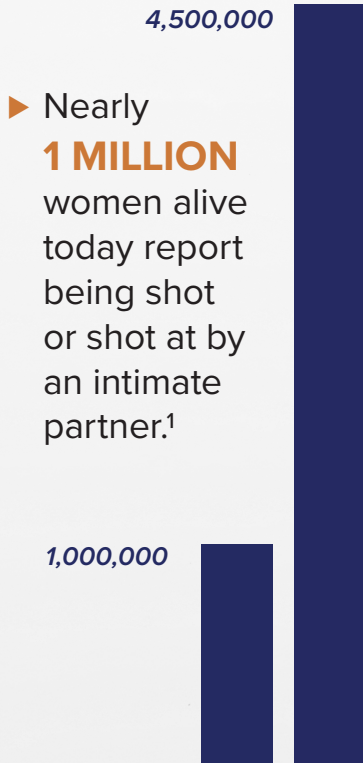 4,500,000
Nearly
1 MILLION
women alive
today report
being shot
or shot at by
an intimate
partner.¹
1,000,000